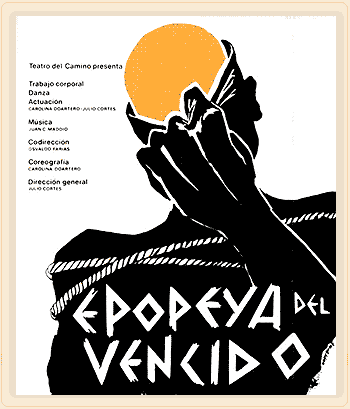 Teatro del Camino presenta
Trabajo corporal
Danza
Actuación
CAROLINA DOARTERO-JULIO CORTES
Música
JUAN C. MADDIO
Codirección
OSVALDO FARIAS
Coreografía
CAROLINA DOARTERO
Dirección general
JULIO CORTES
EPOPEYA DEL
VENCIDO